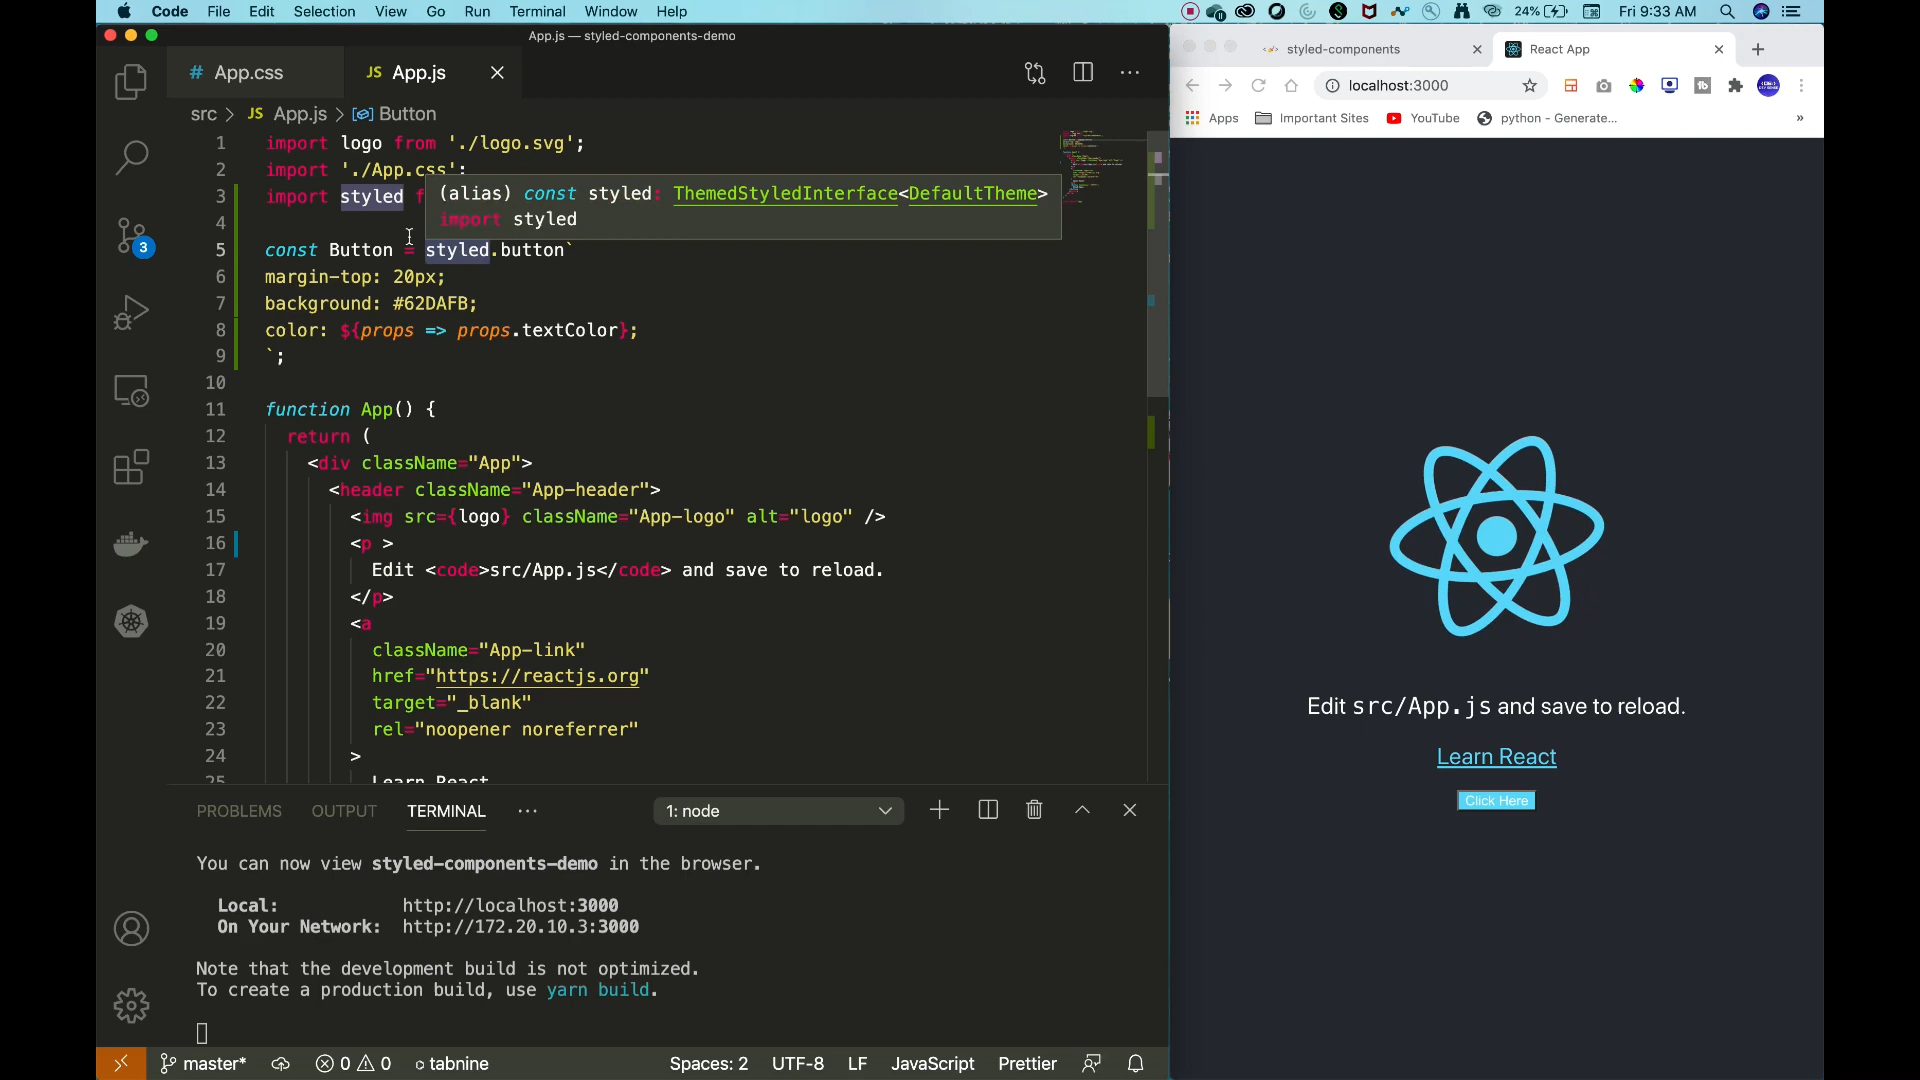 Code File Edit Selection View Go Run Terminal Window Help
24% Fri 9:33 AM
App.js — styled-components-demo
# App.css
JS App.js
src > JS App.js > Button
1 import logo from './logo.svg';
2 import './App.css';
3 import styled f
(alias) const styled: ThemedStyledInterface<DefaultTheme>
import styled
4
5 const Button = styled.button`
6 margin-top: 20px;
7 background: #62DAFB;
8 color: ${props => props.textColor};
9 `;
10
11 function App() {
12 return (
13 <div className="App">
14 <header className="App-header">
15 <img src={logo} className="App-logo" alt="logo" />
16 <p >
17 Edit <code>src/App.js</code> and save to reload.
18 </p>
19 <a
20 className="App-link"
21 href="https://reactjs.org"
22 target="_blank"
23 rel="noopener noreferrer"
24 >
25 Learn React
3
PROBLEMS OUTPUT TERMINAL ··· 1: node
You can now view styled-components-demo in the browser.
Local: http://localhost:3000
On Your Network: http://172.20.10.3:3000
Note that the development build is not optimized.
To create a production build, use yarn build.
master* 0 0 tabnine Spaces: 2 UTF-8 LF JavaScript Prettier
styled-components React App
localhost:3000
Apps Important Sites YouTube python - Generate... »
Edit src/App.js and save to reload.
Learn React
Click Here